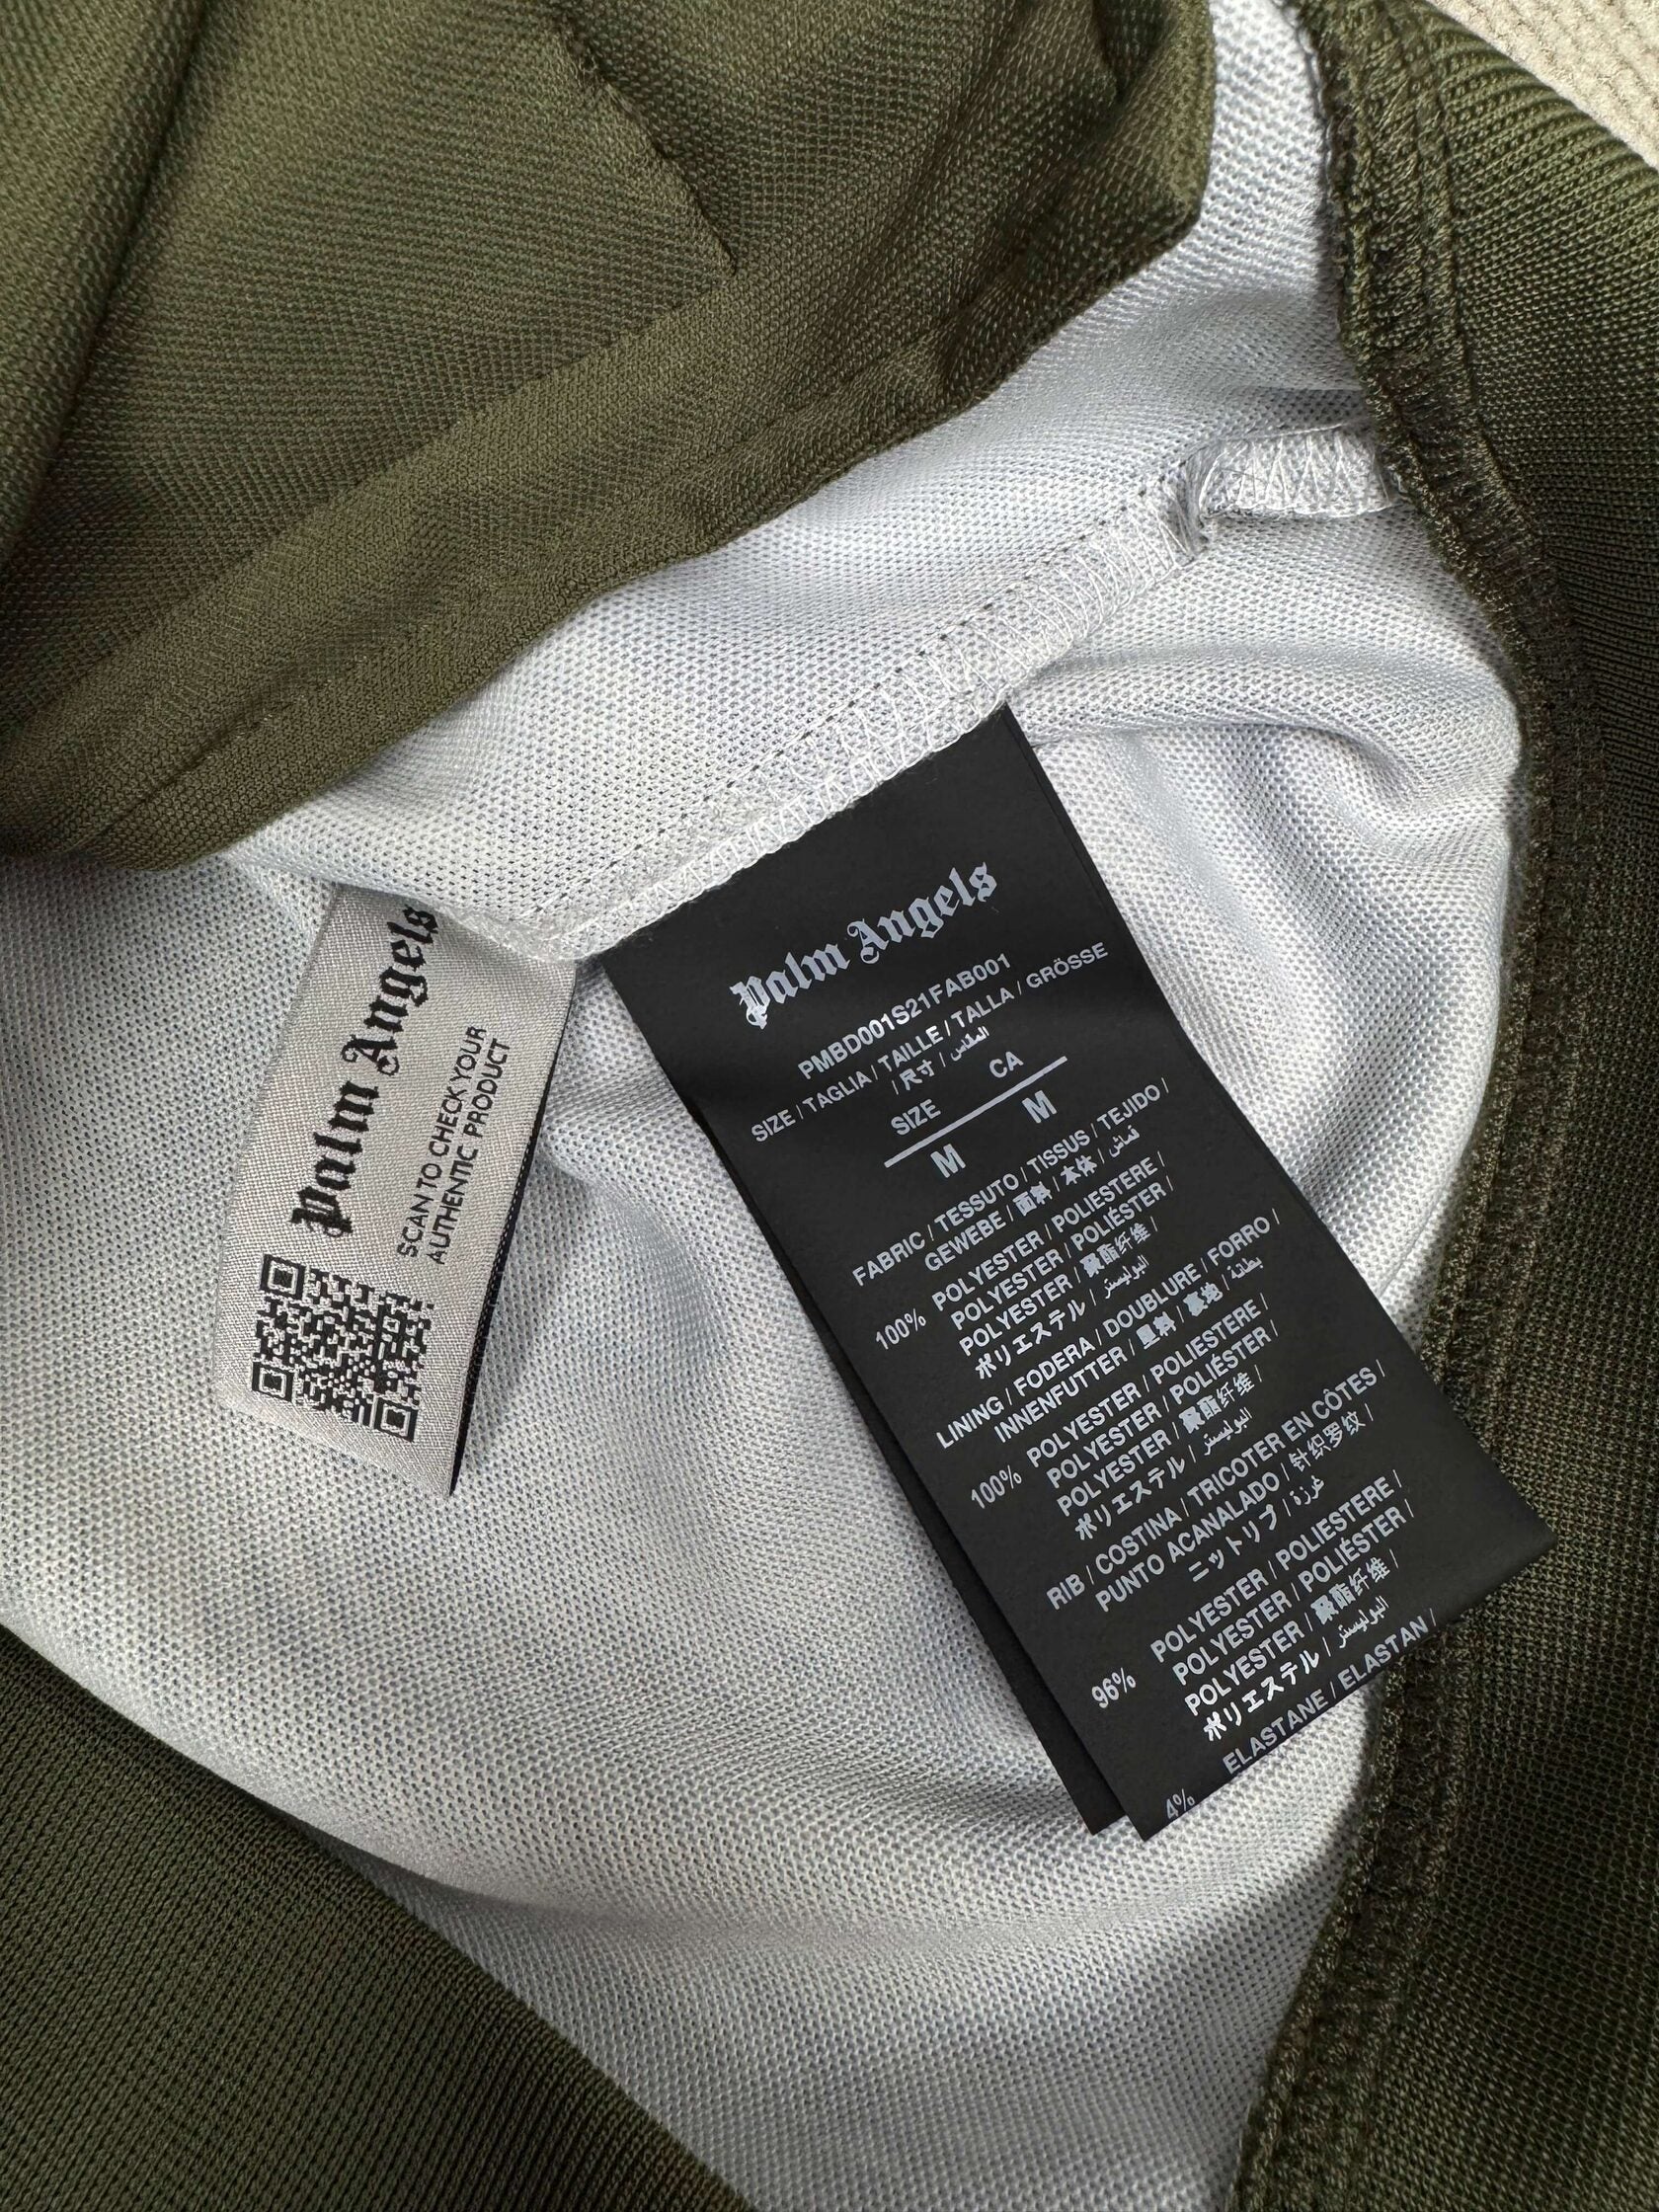 Palm Angels
SCAN TO CHECK YOUR
AUTHENTIC PRODUCT
Palm Angels
PMBD001S21FAB001
SIZE / TAGLIA / TAILLE / TALLA / GRÖSSE
/ 尺寸 / المقاس
SIZE CA
M M
FABRIC / TESSUTO / TISSUS / TEJIDO /
GEWEBE / 面料 / 本体 / قماش
100% POLYESTER / POLIESTERE /
POLYESTER / POLIÉSTER /
POLYESTER / 聚酯纤维 /
ポリエステル / البوليستر
LINING / FODERA / DOUBLURE / FORRO /
INNENFUTTER / 里料 / 裏地 / بطانة
100% POLYESTER / POLIESTERE /
POLYESTER / POLIÉSTER /
POLYESTER / 聚酯纤维 /
ポリエステル / البوليستر
RIB / COSTINA / TRICOTER EN CÔTES /
PUNTO ACANALADO / 针织罗纹 /
ニットリブ / غرزة
96% POLYESTER / POLIESTERE /
POLYESTER / POLIÉSTER /
POLYESTER / 聚酯纤维 /
ポリエステル / البوليستر
4% ELASTANE / ELASTAN /